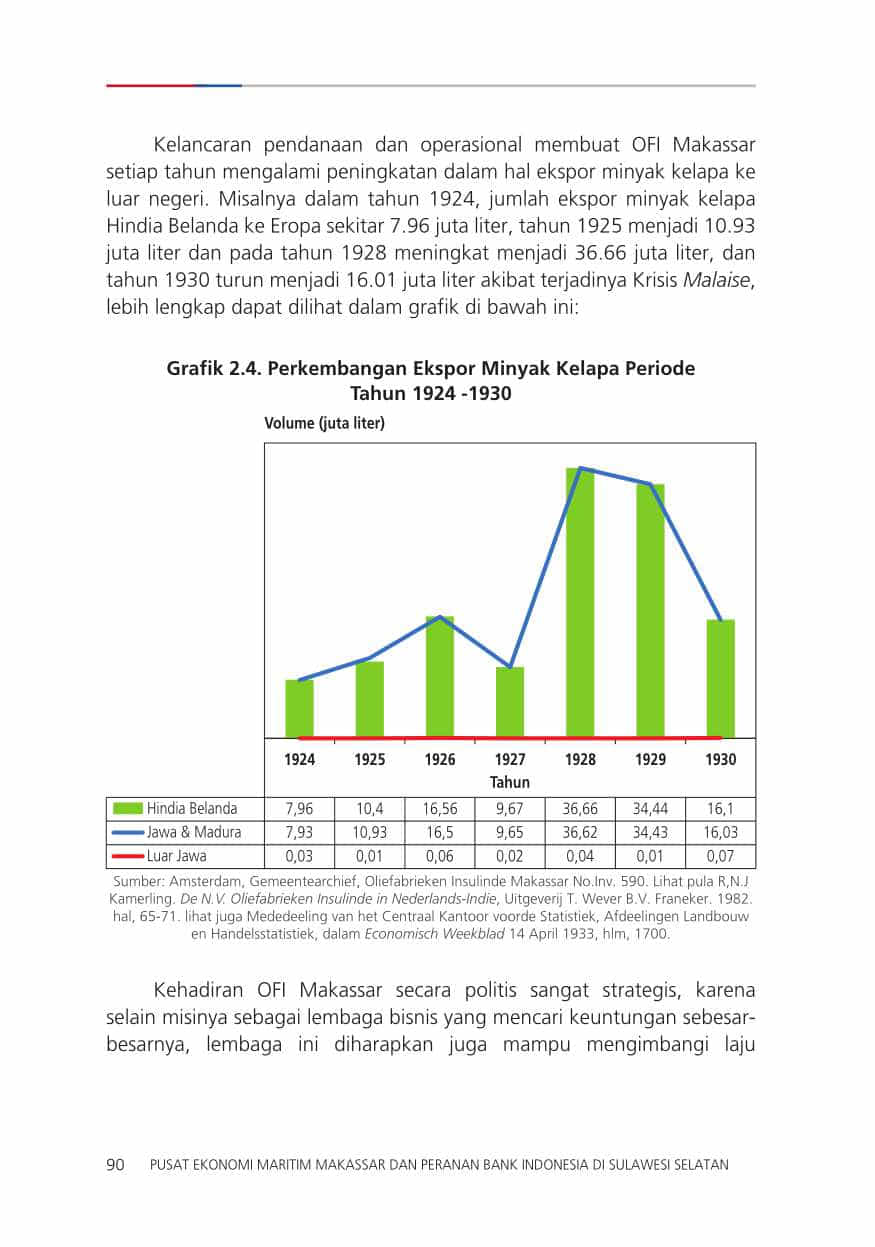 Kelancaran pendanaan dan operasional membuat OFI Makassar
setiap tahun mengalami peningkatan dalam hal ekspor minyak kelapa ke
luar negeri. Misalnya dalam tahun 1924, jumlah ekspor minyak kelapa
Hindia Belanda ke Eropa sekitar 7.96 juta liter, tahun 1925 menjadi 10.93
juta liter dan pada tahun 1928 meningkat menjadi 36.66 juta liter, dan
tahun 1930 turun menjadi 16.01 juta liter akibat terjadinya Krisis Malaise,
lebih lengkap dapat dilihat dalam grafik di bawah ini:
Grafik 2.4. Perkembangan Ekspor Minyak Kelapa Periode
Tahun 1924 -1930
Volume (juta liter)
1924 1925 1926 1927 1928 1929 1930
Tahun
Hindia Belanda 7,96 10,4 16,56 9,67 36,66 34,44 16,1
Jawa & Madura 7,93 10,93 16,5 9,65 36,62 34,43 16,03
Luar Jawa 0,03 0,01 0,06 0,02 0,04 0,01 0,07
Sumber: Amsterdam, Gemeentearchief, Oliefabrieken Insulinde Makassar No.Inv. 590. Lihat pula R,N.J
Kamerling. De N.V. Oliefabrieken Insulinde in Nederlands-Indie, Uitgeverij T. Wever B.V. Franeker. 1982.
hal, 65-71. lihat juga Mededeeling van het Centraal Kantoor voorde Statistiek, Afdeelingen Landbouw
en Handelsstatistiek, dalam Economisch Weekblad 14 April 1933, hlm, 1700.
Kehadiran OFI Makassar secara politis sangat strategis, karena
selain misinya sebagai lembaga bisnis yang mencari keuntungan sebesar-
besarnya, lembaga ini diharapkan juga mampu mengimbangi laju
90 PUSAT EKONOMI MARITIM MAKASSAR DAN PERANAN BANK INDONESIA DI SULAWESI SELATAN